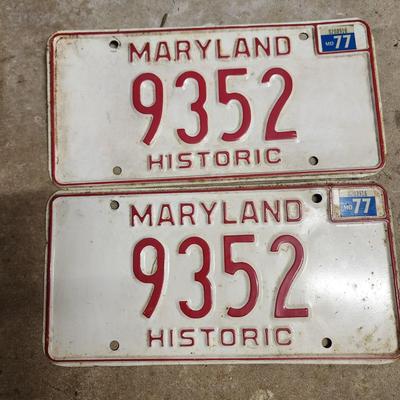 MARYLAND
MD 77
9352
HISTORIC
MARYLAND
MD 77
9352
HISTORIC